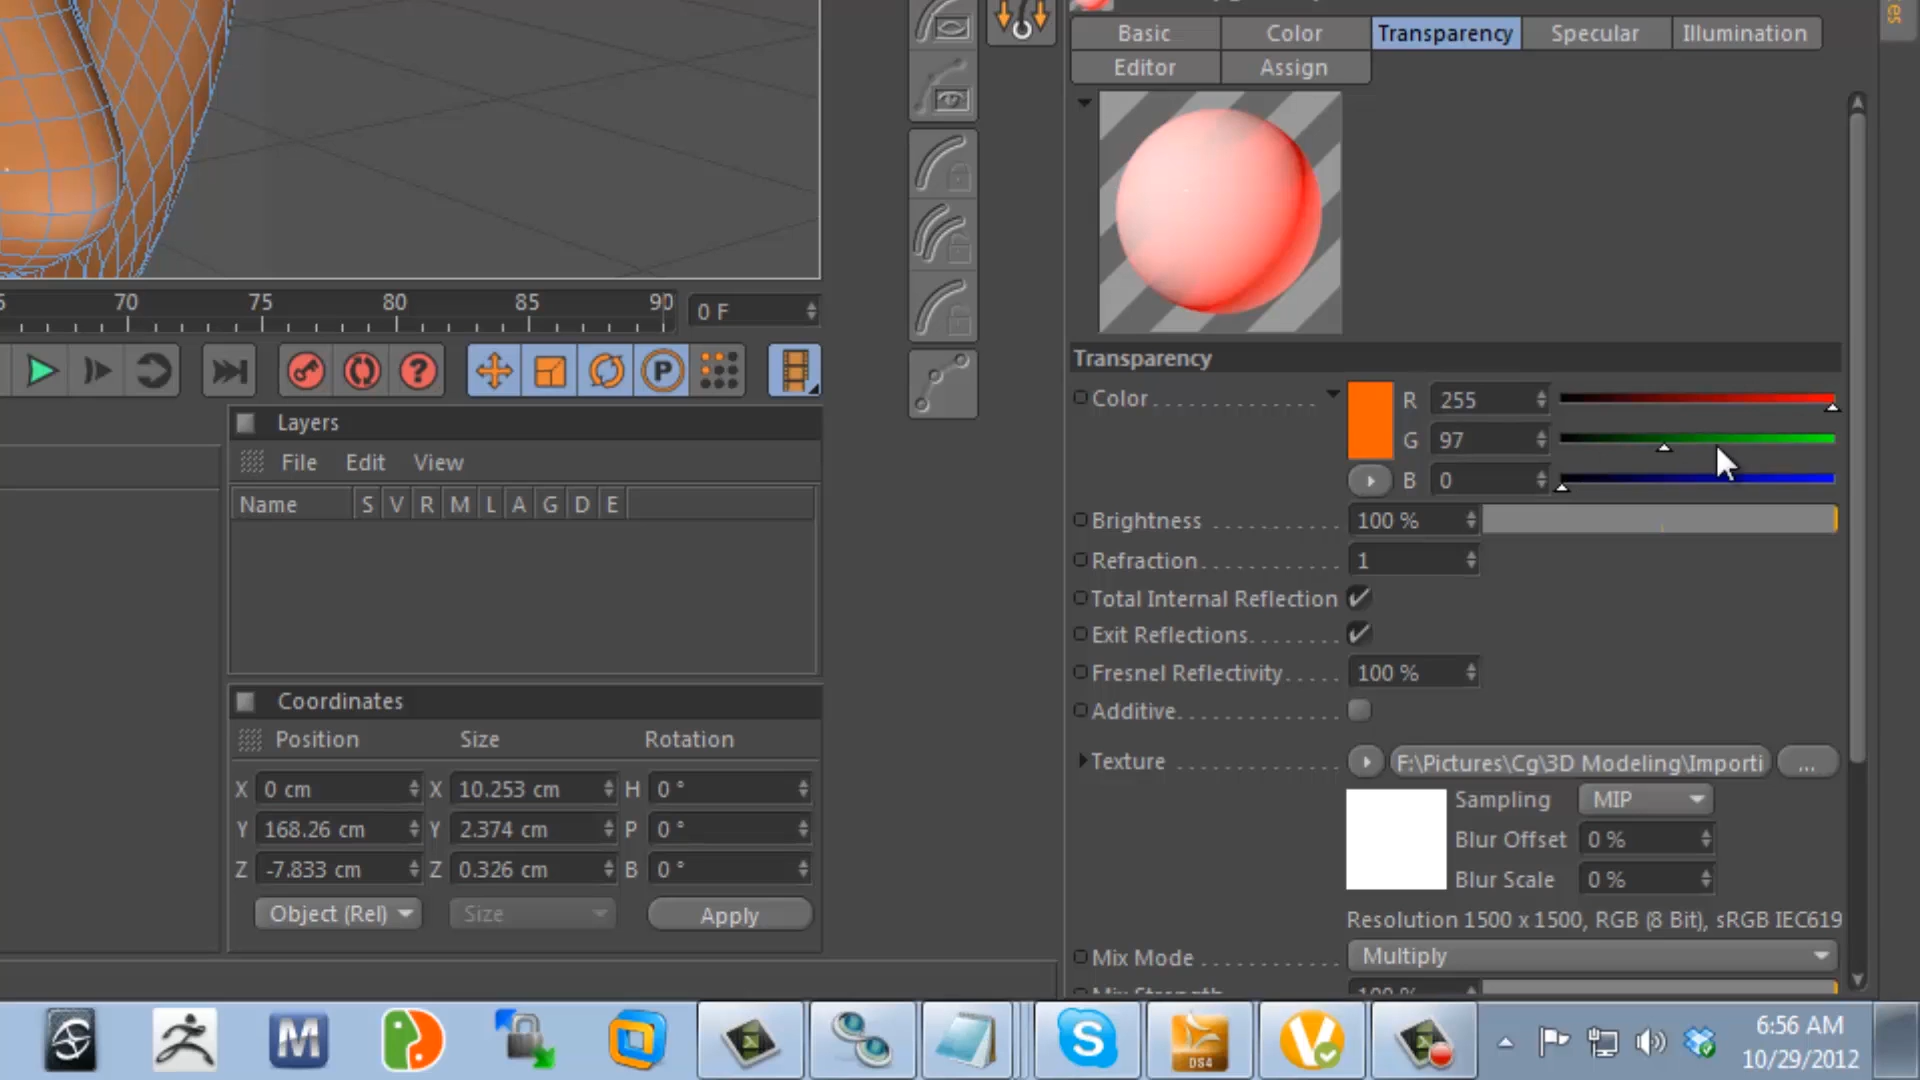 Basic Color Transparency Specular Illumination
Editor Assign
70 75 80 85 90 0 F
P
Layers
File Edit View
Name S V R M L A G D E
Coordinates
Position Size Rotation
X 0 cm X 10.253 cm H 0 °
Y 168.26 cm Y 2.374 cm P 0 °
Z -7.833 cm Z 0.326 cm B 0 °
Object (Rel) Size Apply
Transparency
Color R 255
G 97
B 0
Brightness 100 %
Refraction 1
Total Internal Reflection
Exit Reflections
Fresnel Reflectivity 100 %
Additive
Texture F:\Pictures\Cg\3D Modeling\Importi ...
Sampling MIP
Blur Offset 0 %
Blur Scale 0 %
Resolution 1500 x 1500, RGB (8 Bit), sRGB IEC619
Mix Mode Multiply
Mix Strength 100 %
M
S
DS4
6:56 AM
10/29/2012